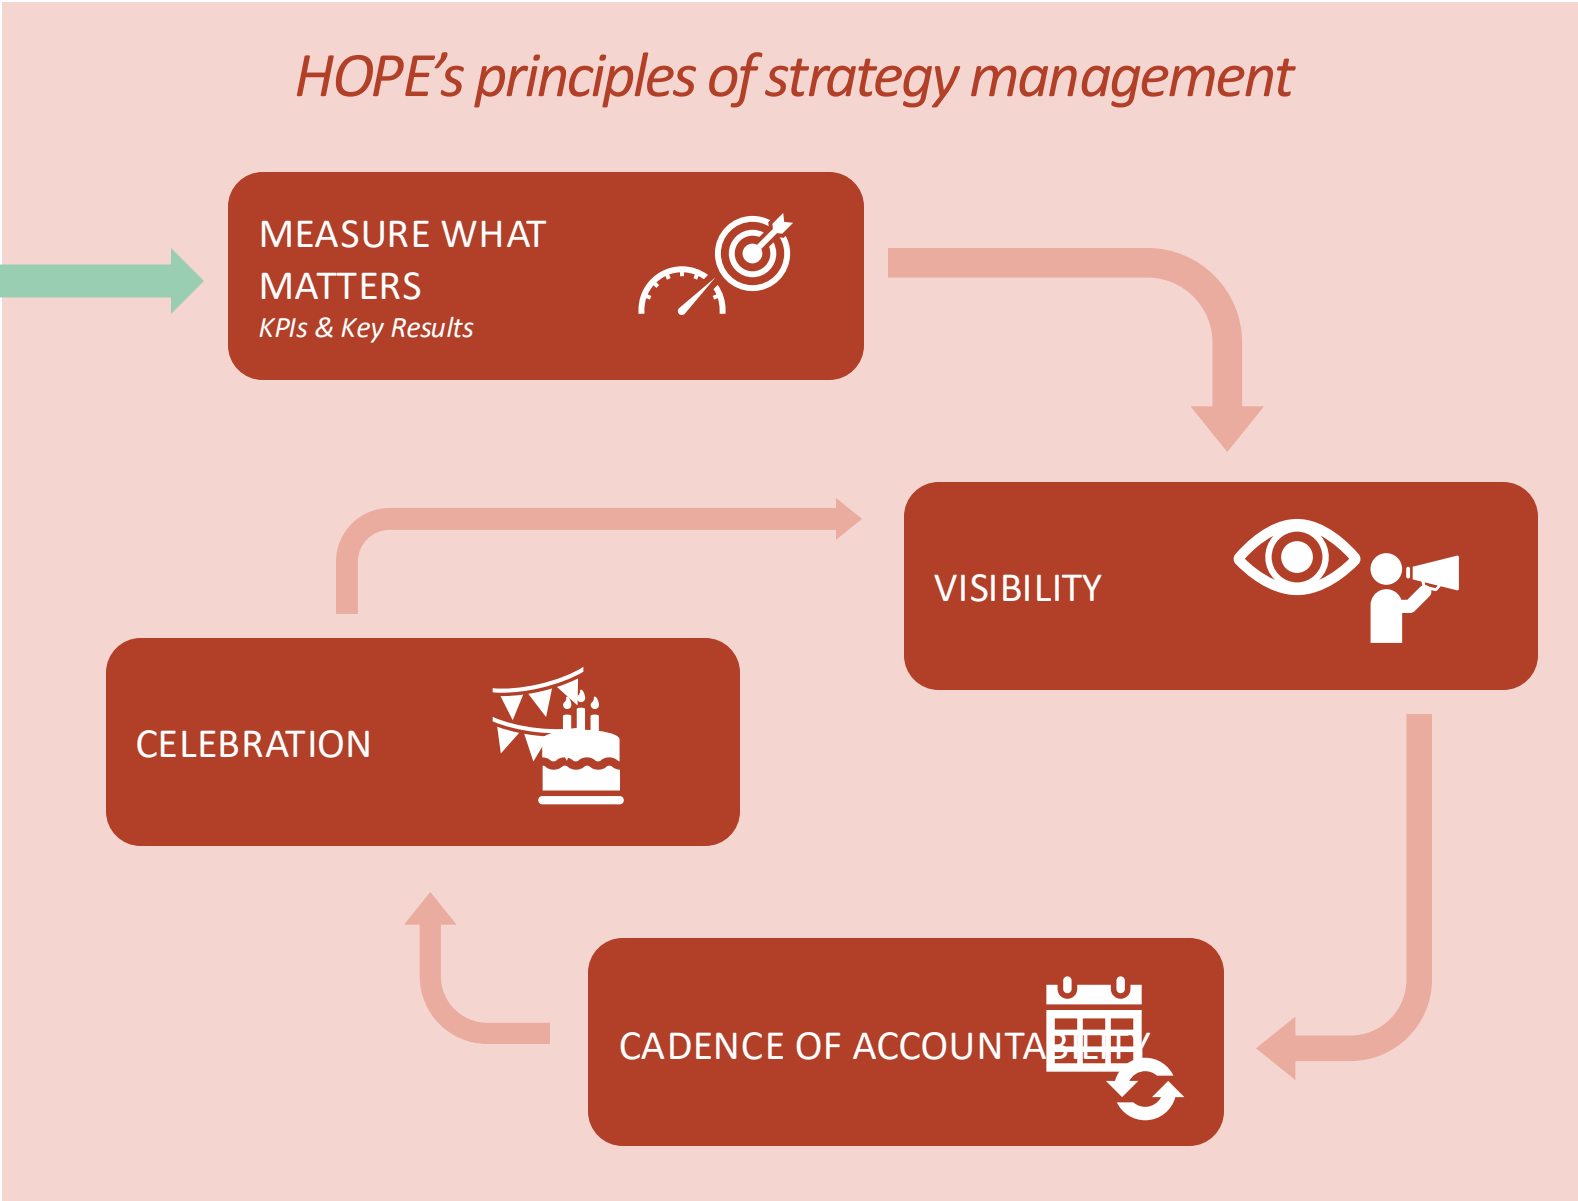 HOPE’s principles of strategy management
MEASURE WHAT
MATTERS
KPIs & Key Results
VISIBILITY
CELEBRATION
CADENCE OF ACCOUNTABILITY